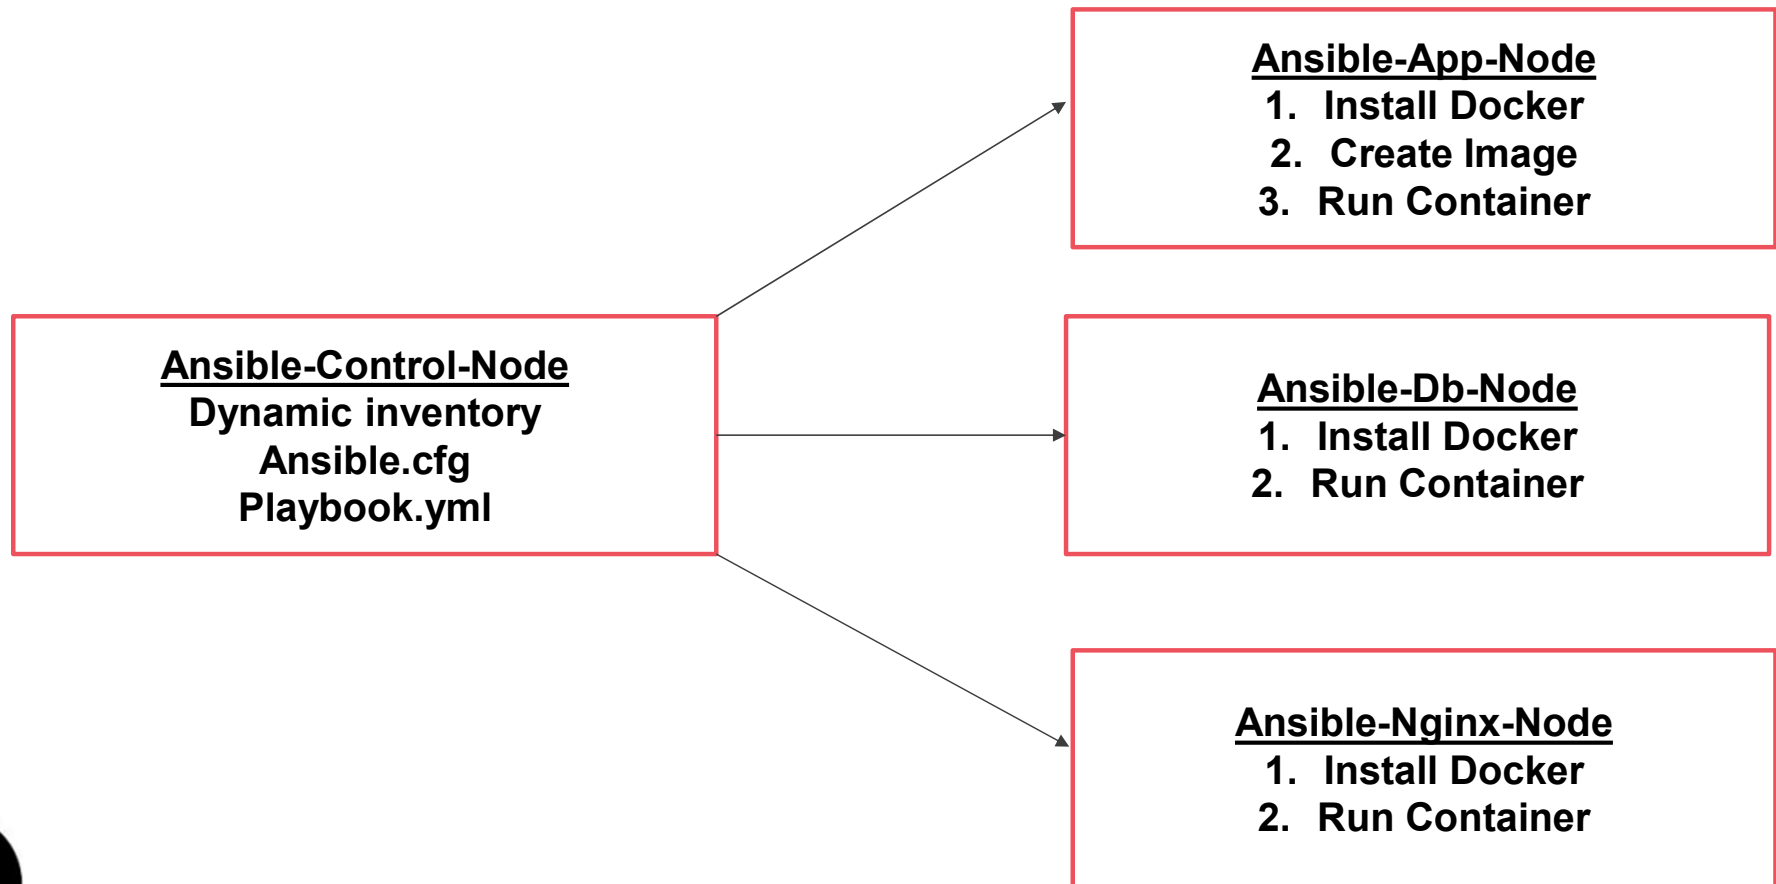 Ansible-App-Node
1. Install Docker
2. Create Image
3. Run Container
Ansible-Control-Node
Dynamic inventory
Ansible.cfg
Playbook.yml
Ansible-Db-Node
1. Install Docker
2. Run Container
Ansible-Nginx-Node
1. Install Docker
2. Run Container